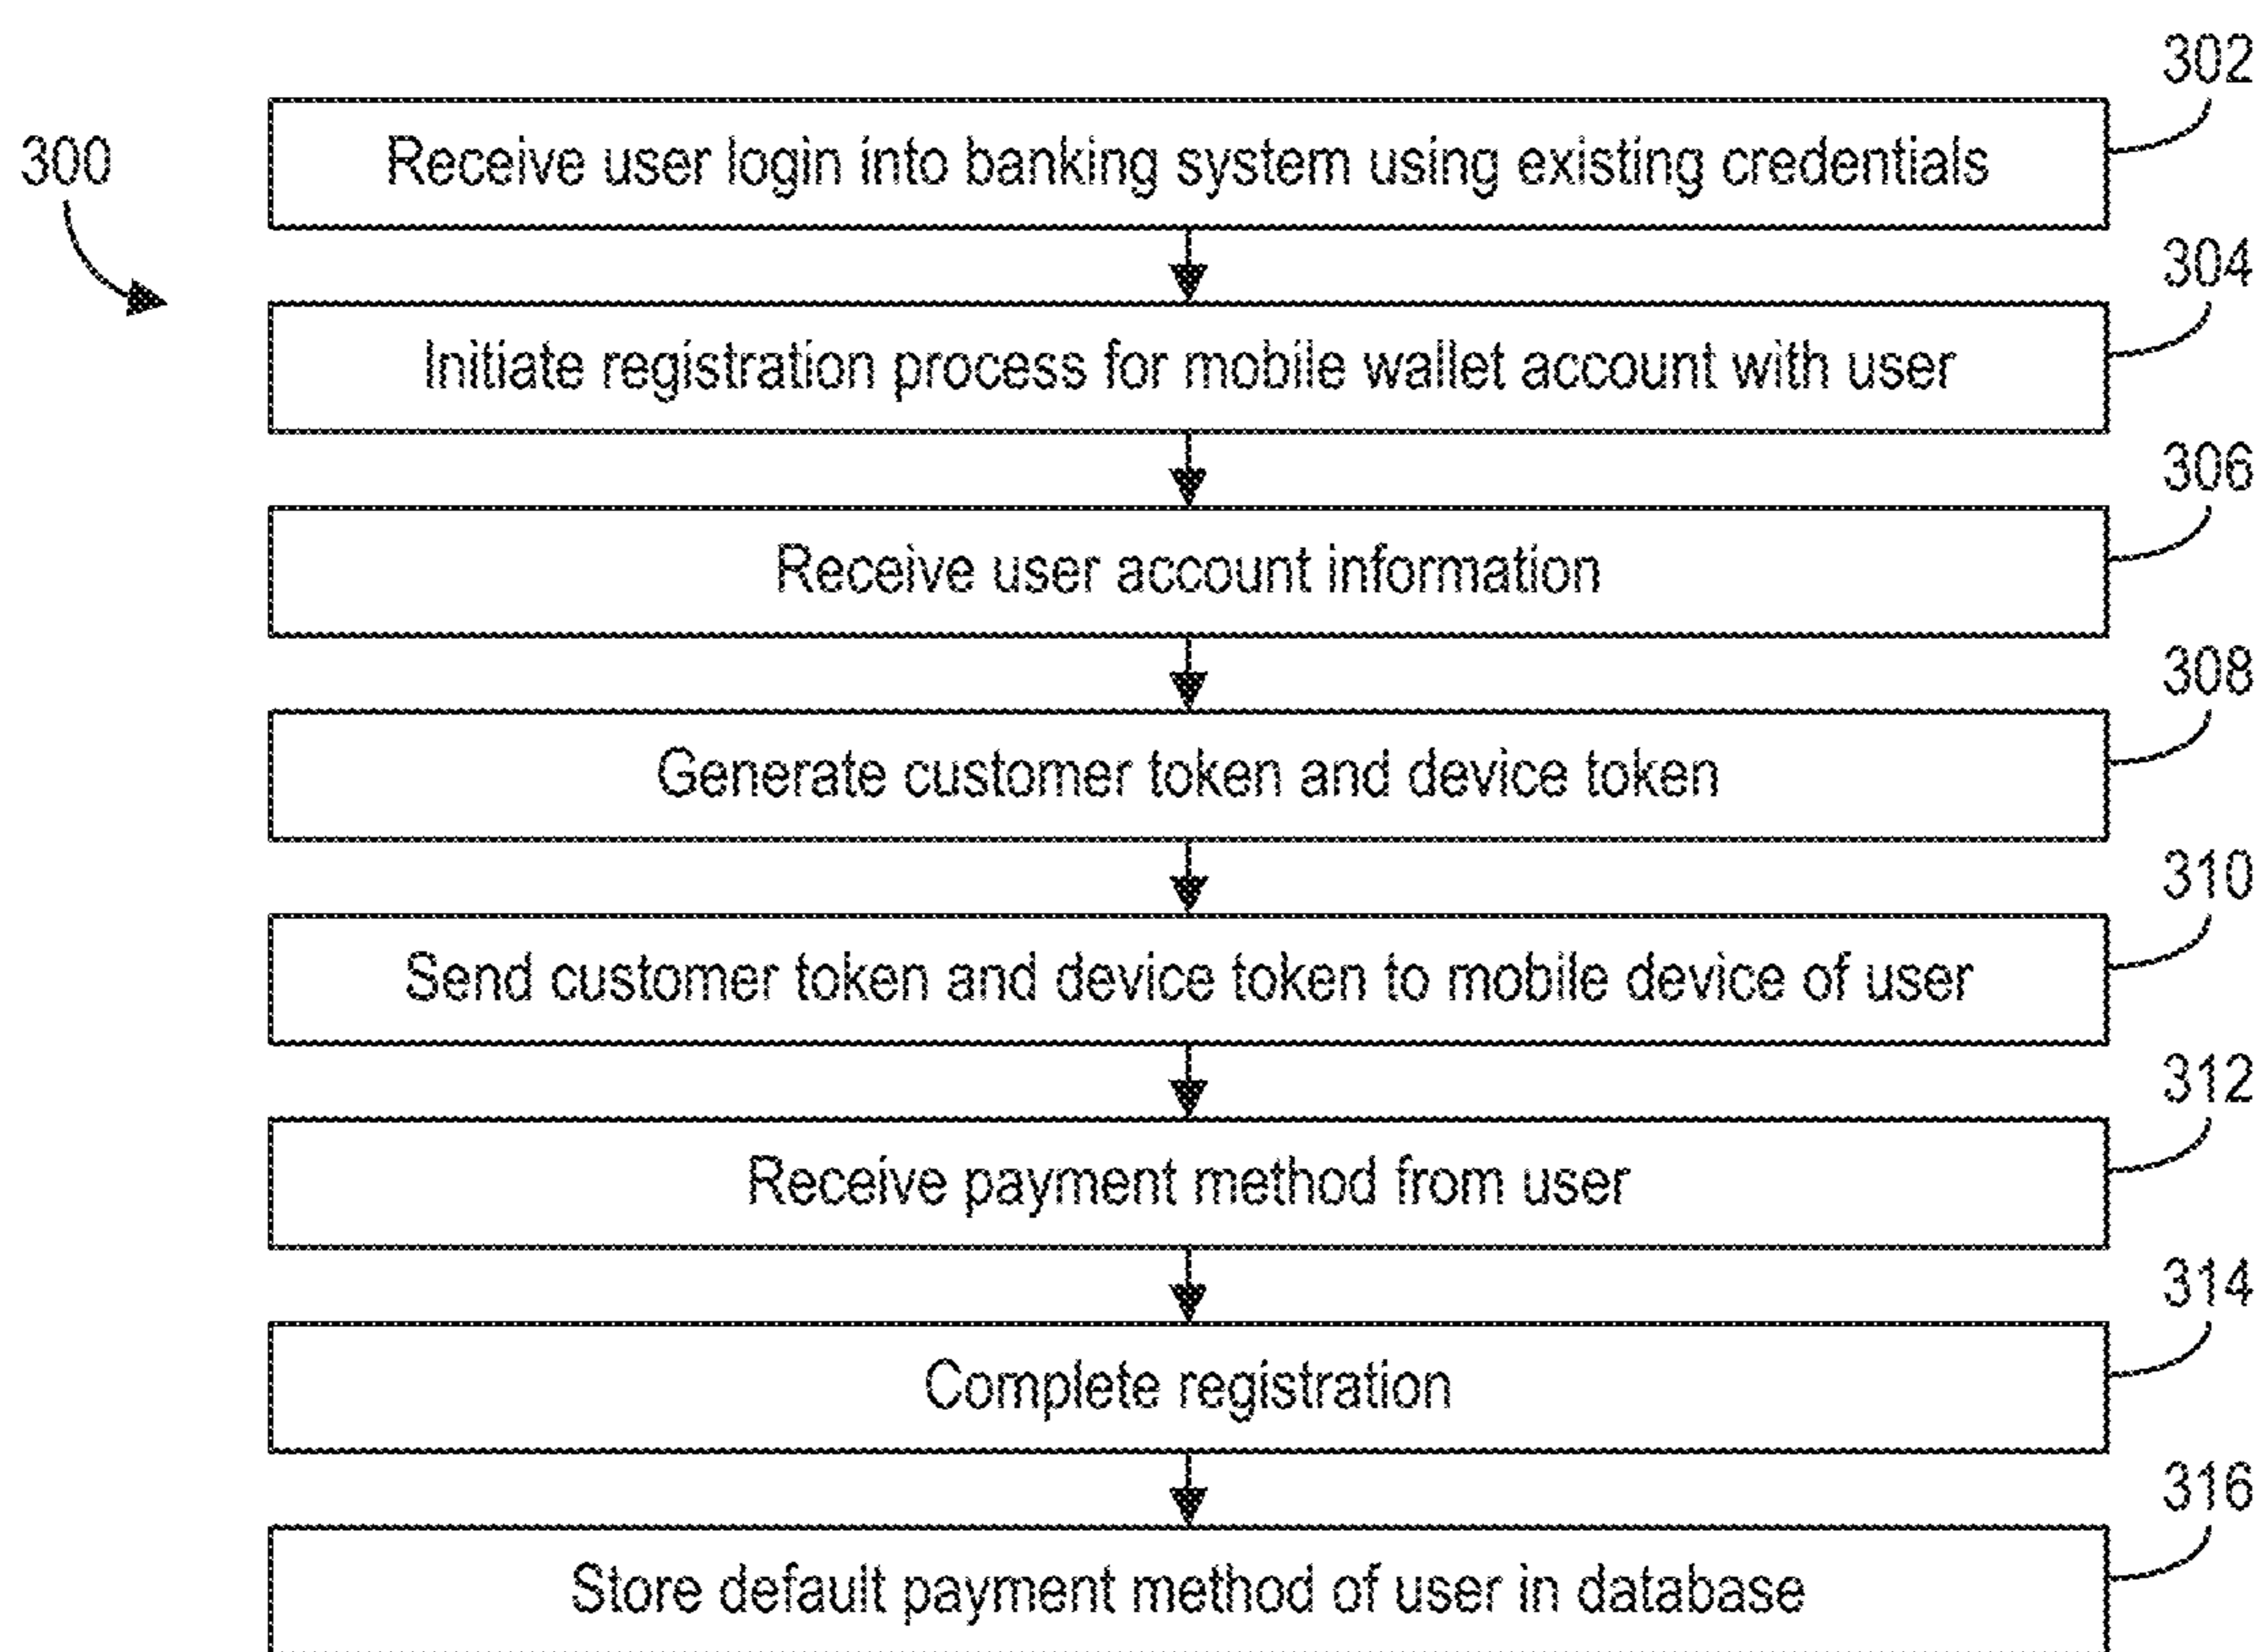 302
300
Receive user login into banking system using existing credentials
304
Initiate registration process for mobile wallet account with user
306
Receive user account information
308
Generate customer token and device token
310
Send customer token and device token to mobile device of user
312
Receive payment method from user
314
Complete registration
316
Store default payment method of user in database